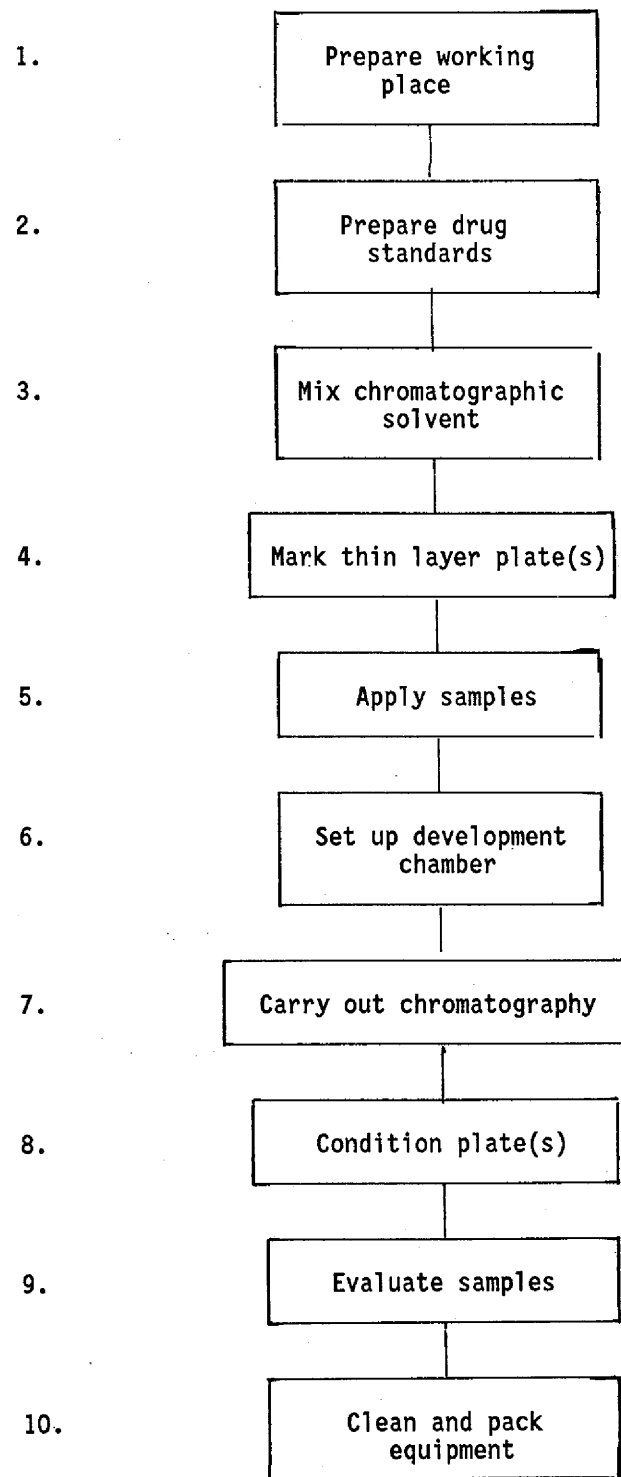 1.
Prepare working
place
2.
Prepare drug
standards
3.
Mix chromatographic
solvent
4.
Mark thin layer plate(s)
5.
Apply samples
6.
Set up development
chamber
7.
Carry out chromatography
8.
Condition plate(s)
9.
Evaluate samples
10.
Clean and pack
equipment